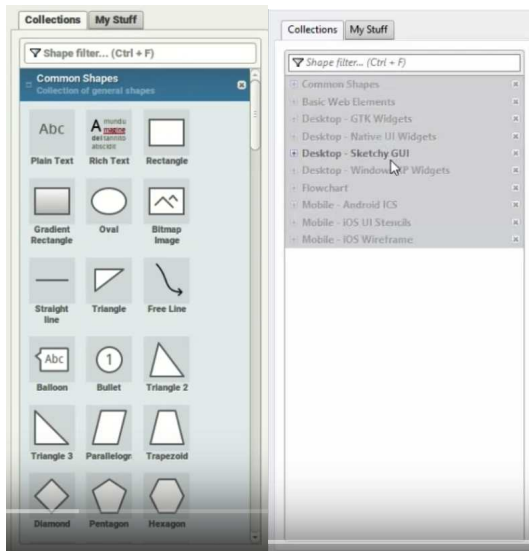 Collections My Stuff
Shape filter... (Ctrl + F)
Common Shapes
Collection of general shapes
Abc
A mundo
deterruisset
abscidit
Plain Text Rich Text Rectangle
Gradient Rectangle Oval Bitmap Image
Straight line Triangle Free Line
Abc 1
Balloon Bullet Triangle 2
Triangle 3 Parallelogr Trapezoid
Diamond Pentagon Hexagon
Collections My Stuff
Shape filter... (Ctrl + F)
Common Shapes
Basic Web Elements
Desktop - GTK Widgets
Desktop - Native UI Widgets
Desktop - Sketchy GUI
Desktop - Window XP Widgets
Flowchart
Mobile - Android ICS
Mobile - iOS UI Stencils
Mobile - iOS Wireframe